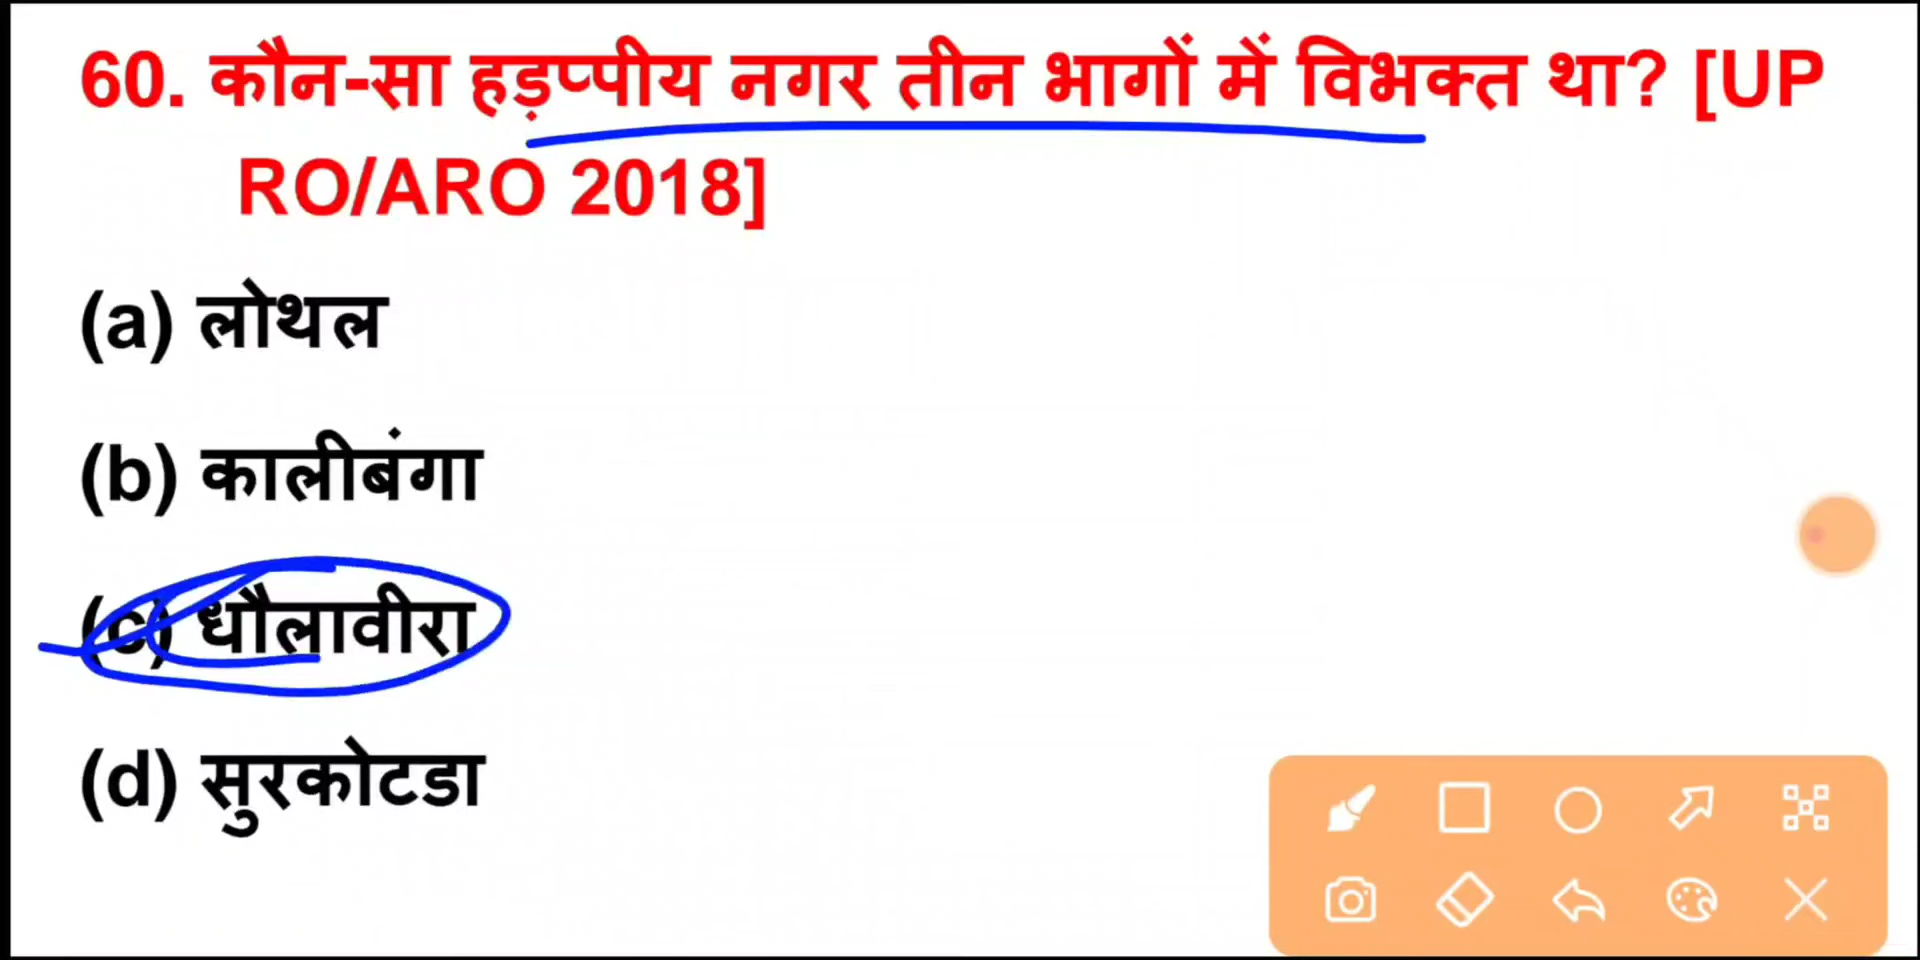 60. कौन-सा हड़प्पीय नगर तीन भागों में विभक्त था? [UP
RO/ARO 2018]
(a) लोथल
(b) कालीबंगा
(c) धौलावीरा
(d) सुरकोटडा